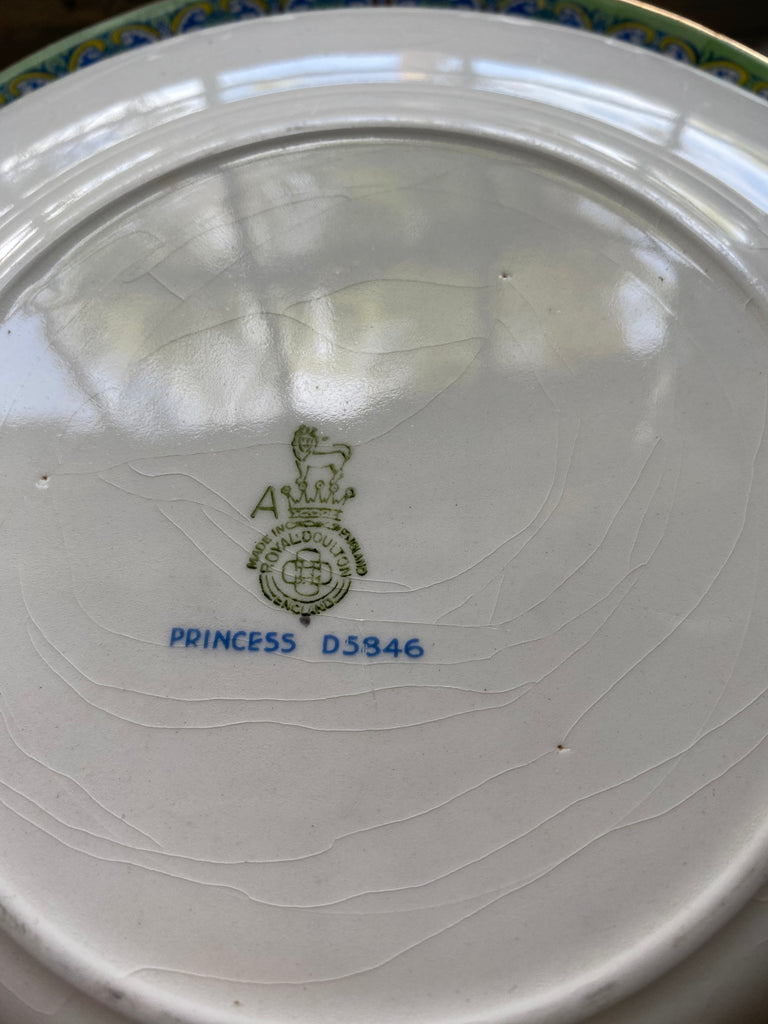 A
MADE IN ENGLAND
ROYAL DOULTON
ENGLAND
PRINCESS D5846